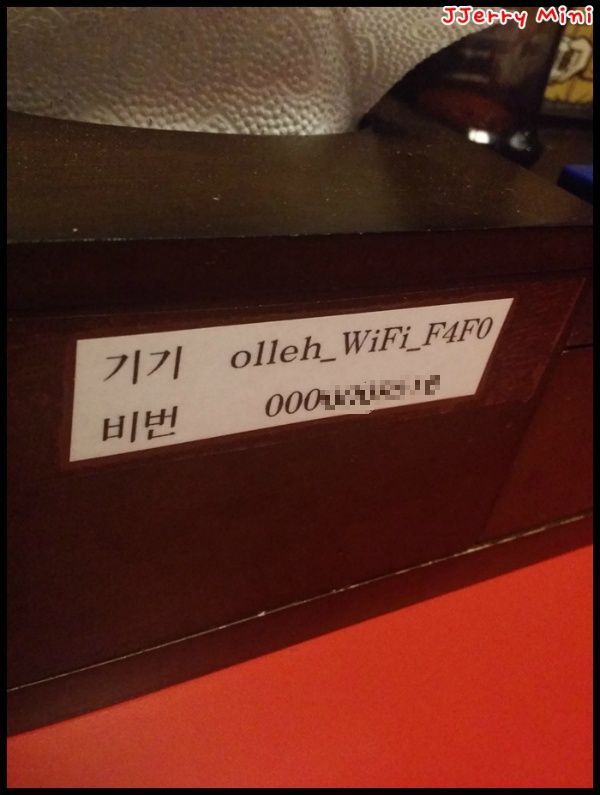 JJerry Mini
기기 olleh_WiFi_F4F0
비번 000